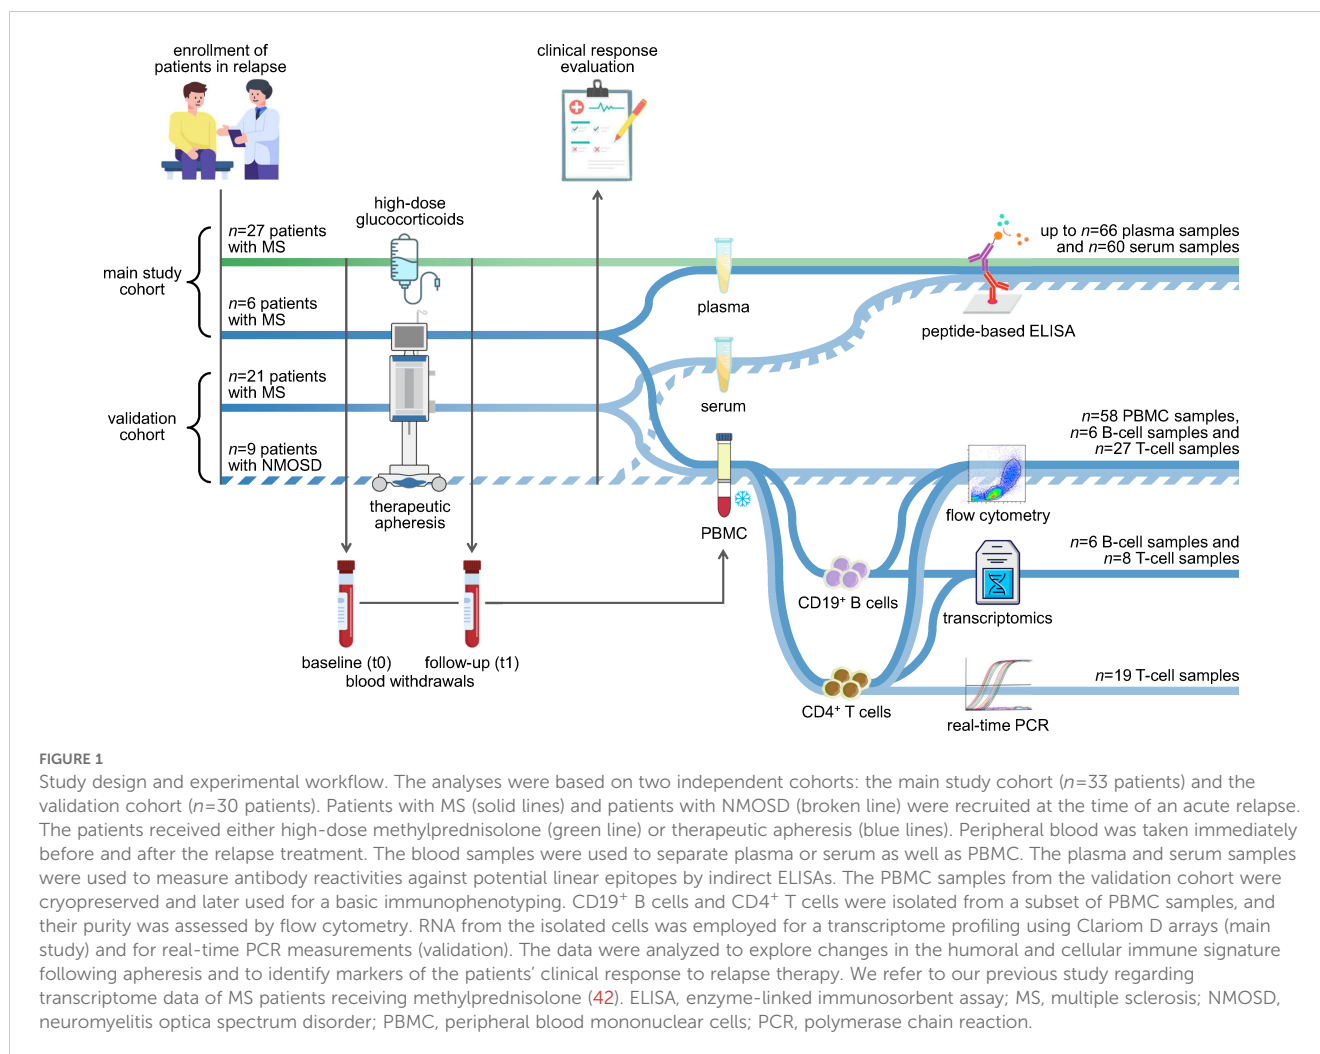 enrollment of
patients in relapse
clinical response
evaluation
high-dose
glucocorticoids
n=27 patients
with MS
main study
cohort
n=6 patients
with MS
n=21 patients
with MS
validation
cohort
n=9 patients
with NMOSD
therapeutic
apheresis
baseline (t0)
follow-up (t1)
blood withdrawals
plasma
serum
PBMC
peptide-based ELISA
up to n=66 plasma samples
and n=60 serum samples
n=58 PBMC samples,
n=6 B-cell samples and
n=27 T-cell samples
flow cytometry
n=6 B-cell samples and
n=8 T-cell samples
CD19⁺ B cells
transcriptomics
n=19 T-cell samples
CD4⁺ T cells
real-time PCR
FIGURE 1
Study design and experimental workflow. The analyses were based on two independent cohorts: the main study cohort (n=33 patients) and the
validation cohort (n=30 patients). Patients with MS (solid lines) and patients with NMOSD (broken line) were recruited at the time of an acute relapse.
The patients received either high-dose methylprednisolone (green line) or therapeutic apheresis (blue lines). Peripheral blood was taken immediately
before and after the relapse treatment. The blood samples were used to separate plasma or serum as well as PBMC. The plasma and serum samples
were used to measure antibody reactivities against potential linear epitopes by indirect ELISAs. The PBMC samples from the validation cohort were
cryopreserved and later used for a basic immunophenotyping. CD19⁺ B cells and CD4⁺ T cells were isolated from a subset of PBMC samples, and
their purity was assessed by flow cytometry. RNA from the isolated cells was employed for a transcriptome profiling using Clariom D arrays (main
study) and for real-time PCR measurements (validation). The data were analyzed to explore changes in the humoral and cellular immune signature
following apheresis and to identify markers of the patients’ clinical response to relapse therapy. We refer to our previous study regarding
transcriptome data of MS patients receiving methylprednisolone (42). ELISA, enzyme-linked immunosorbent assay; MS, multiple sclerosis; NMOSD,
neuromyelitis optica spectrum disorder; PBMC, peripheral blood mononuclear cells; PCR, polymerase chain reaction.